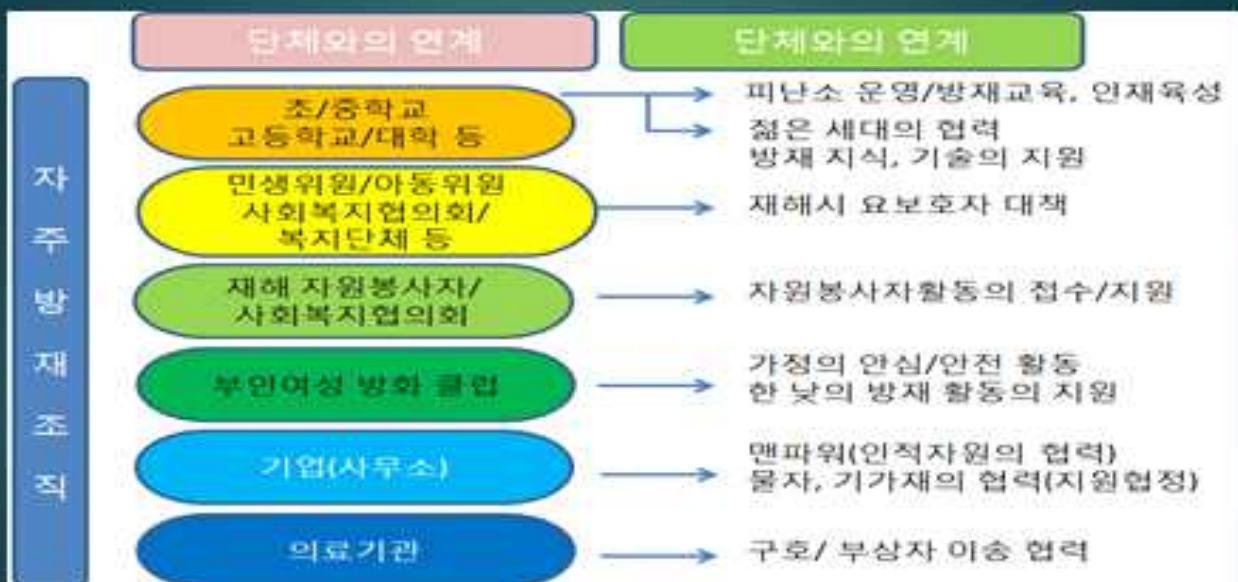 단체와의 연계
단체와의 연계
자주방재조직
초/중학교
고등학교/대학 등
피난소 운영/방재교육, 인재육성
젊은 세대의 협력
방재 지식, 기술의 지원
민생위원/아동위원
사회복지협의회/
복지단체 등
재해시 요보호자 대책
재해 자원봉사자/
사회복지협의회
자원봉사자활동의 접수/지원
부인여성 방화 클럽
가정의 안심/안전 활동
한 낮의 방재 활동의 지원
기업(사무소)
맨파워(인적자원의 협력)
물자, 기가재의 협력(지원협정)
의료기관
구호/ 부상자 이송 협력